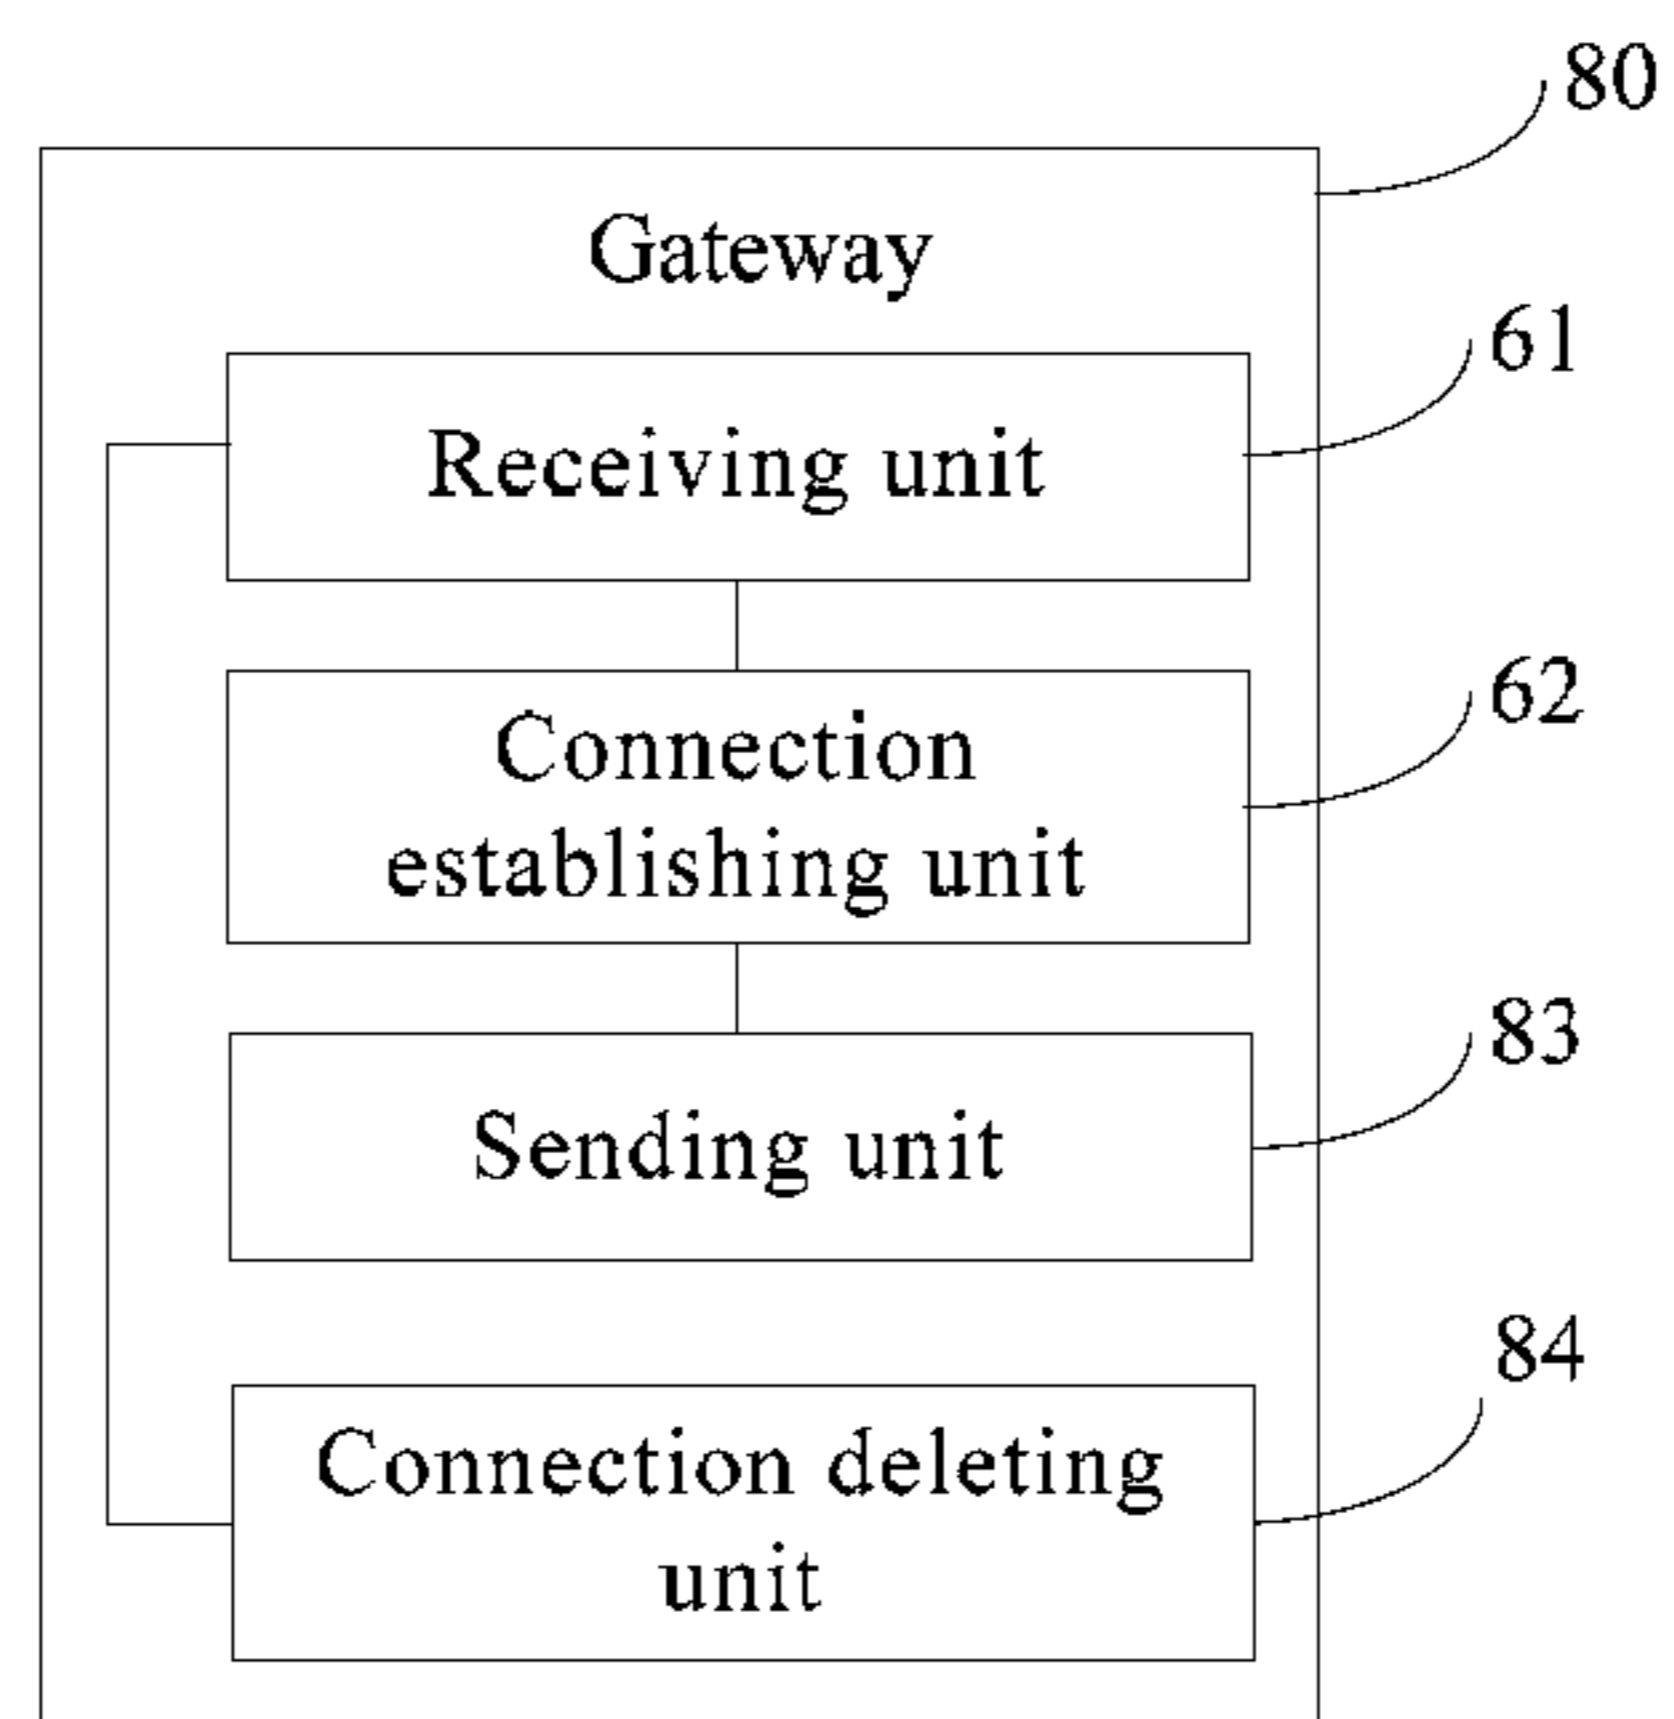 80
Gateway
61
Receiving unit
62
Connection
establishing unit
83
Sending unit
84
Connection deleting
unit